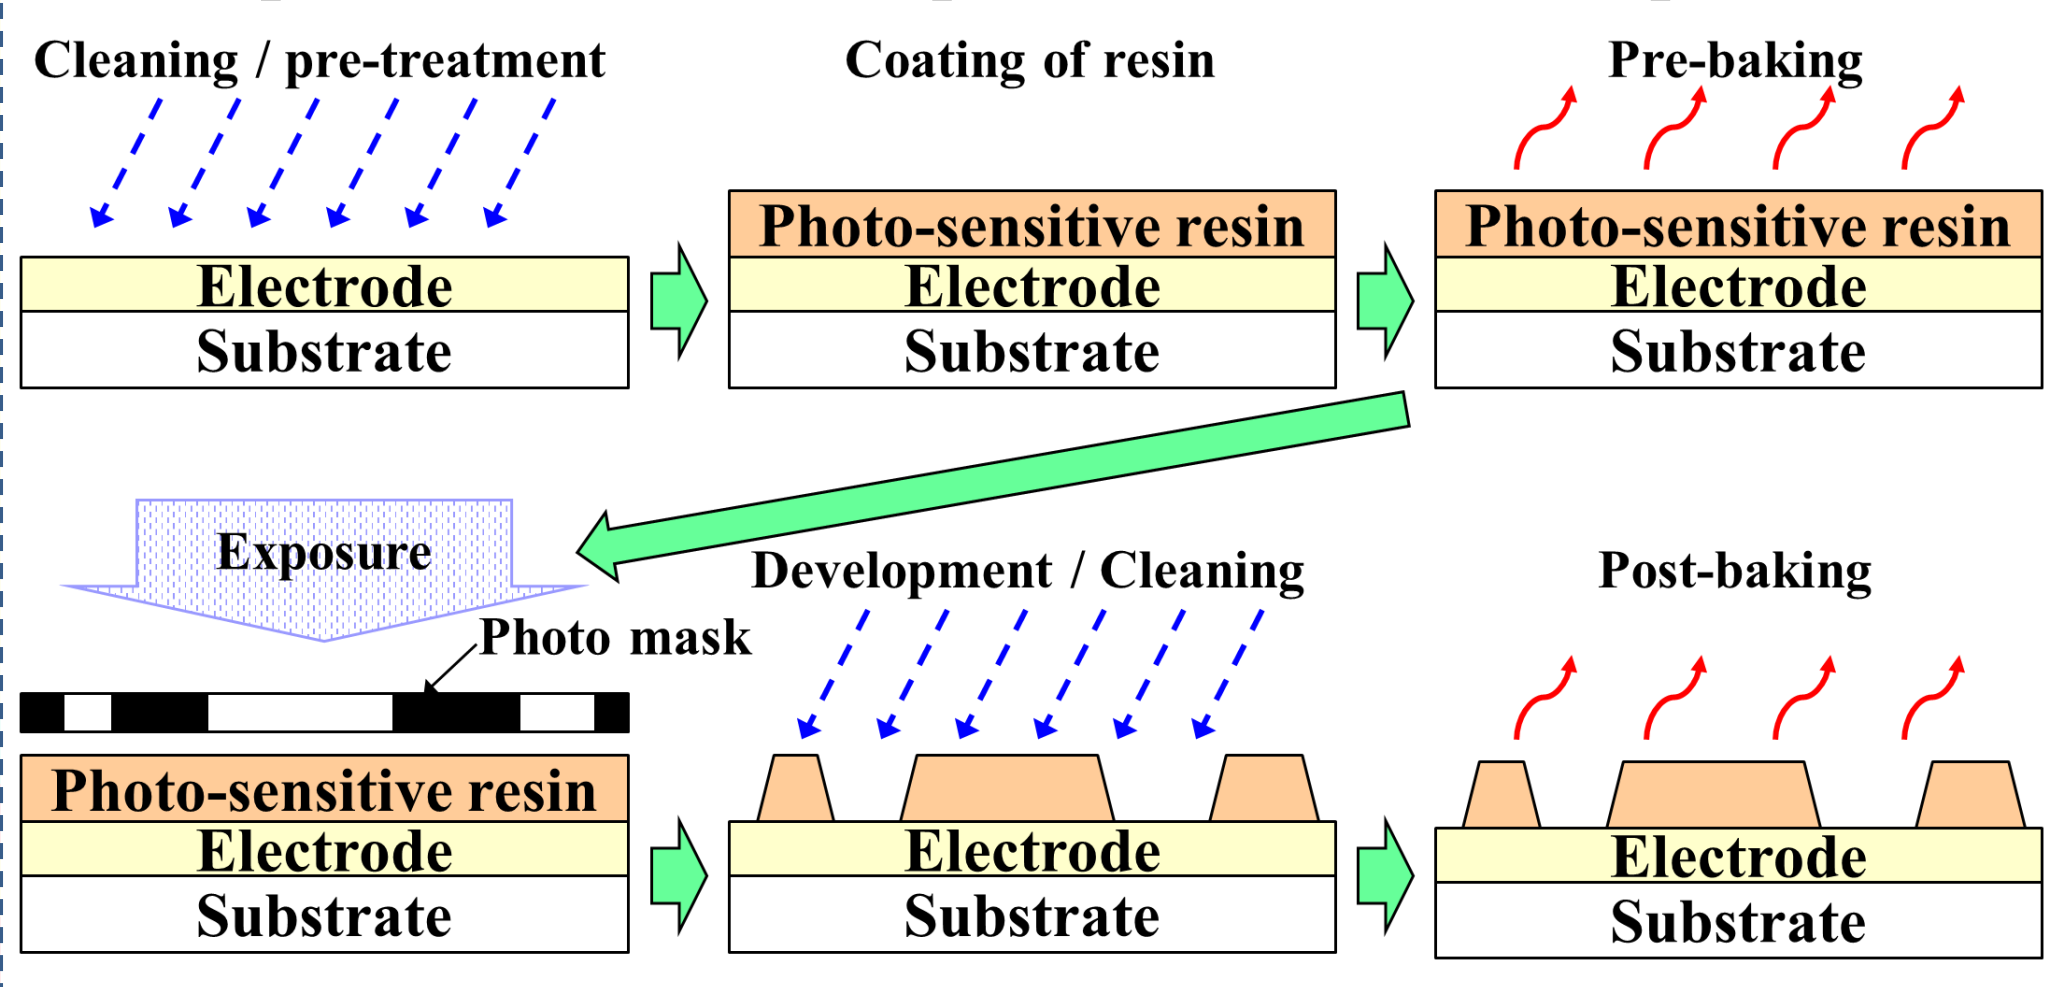 Cleaning / pre-treatment
Electrode
Substrate
Coating of resin
Photo-sensitive resin
Electrode
Substrate
Pre-baking
Photo-sensitive resin
Electrode
Substrate
Exposure
Photo mask
Photo-sensitive resin
Electrode
Substrate
Development / Cleaning
Electrode
Substrate
Post-baking
Electrode
Substrate